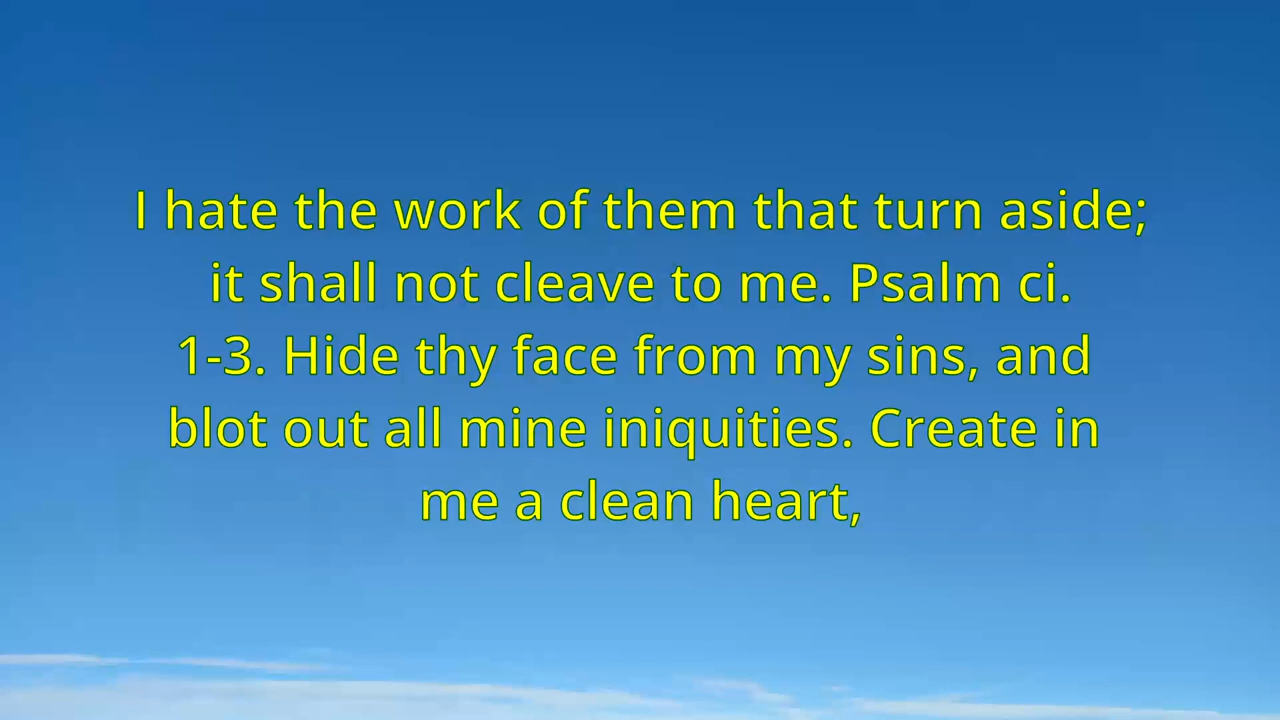 I hate the work of them that turn aside;
it shall not cleave to me. Psalm ci.
1-3. Hide thy face from my sins, and
blot out all mine iniquities. Create in
me a clean heart,